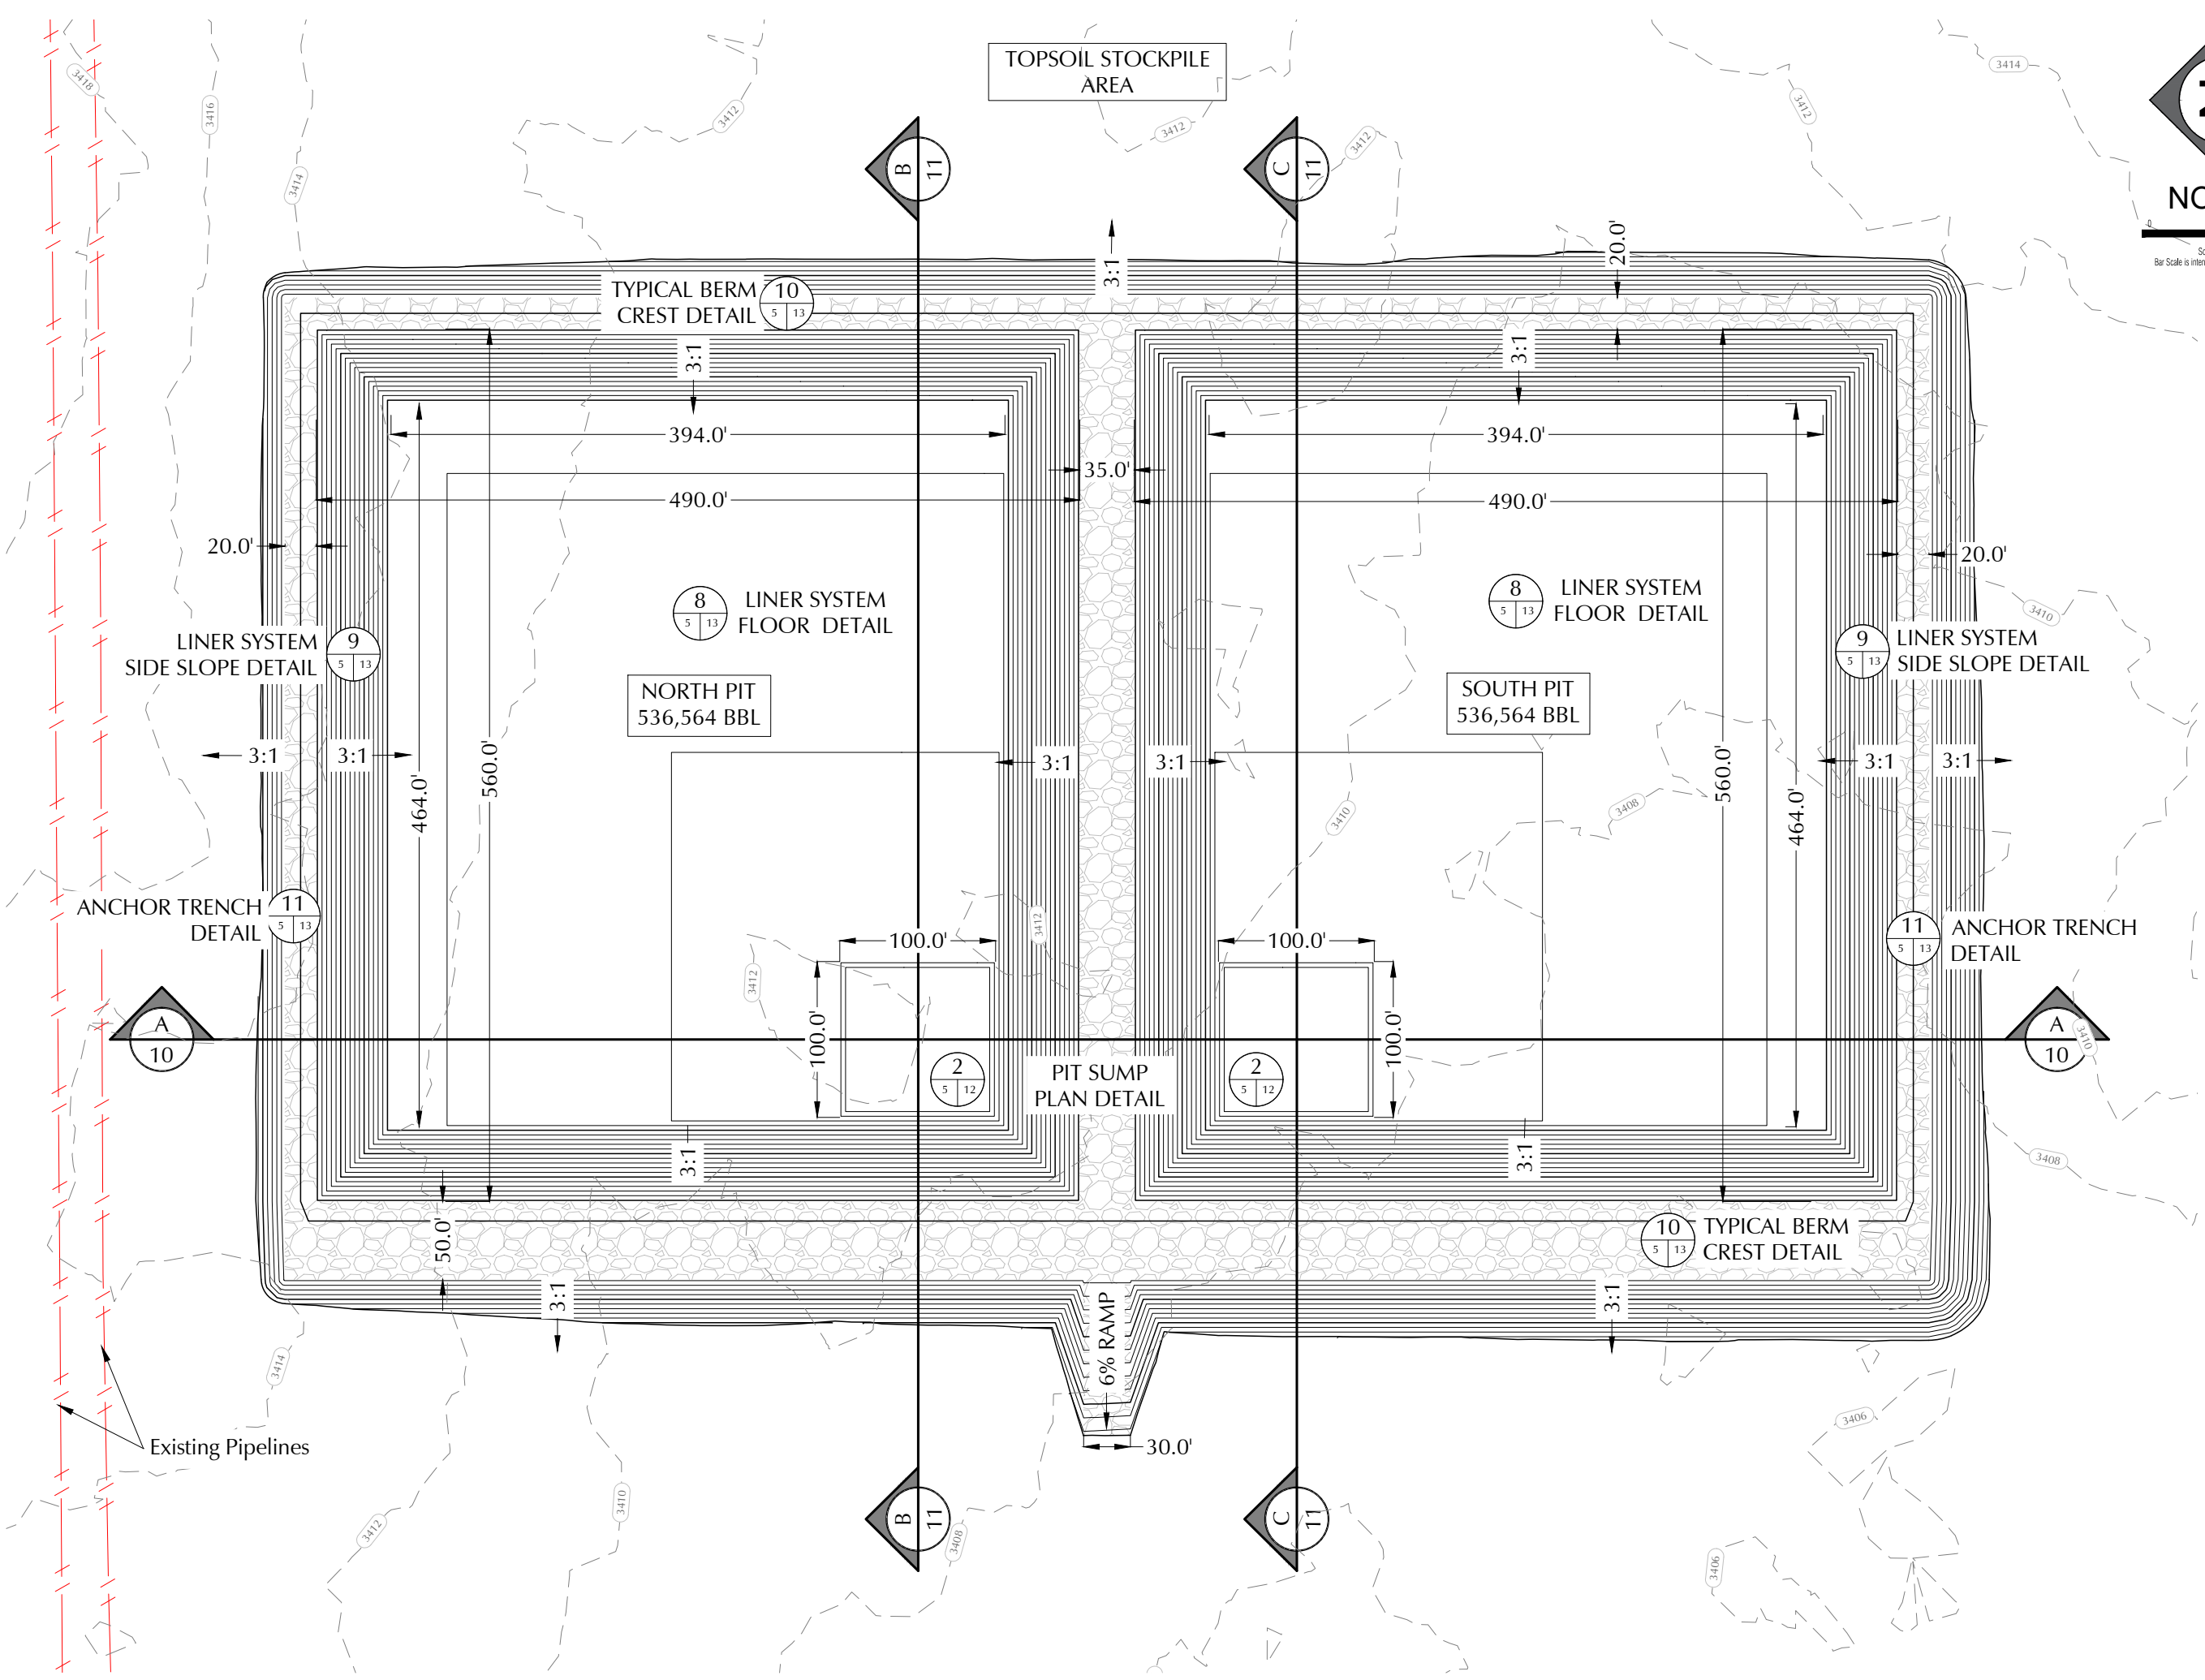 TOPSOIL STOCKPILE
AREA
3418
3416
3414
3412
3412
3412
3412
3414
B
11
C
11
NO
Bar Scale is inten
TYPICAL BERM
CREST DETAIL
10
5 13
3:1
20.0'
3:1
3:1
394.0'
394.0'
35.0'
490.0'
490.0'
20.0'
20.0'
8
5 13
LINER SYSTEM
FLOOR DETAIL
8
5 13
LINER SYSTEM
FLOOR DETAIL
3410
LINER SYSTEM
SIDE SLOPE DETAIL
9
5 13
9
5 13
LINER SYSTEM
SIDE SLOPE DETAIL
NORTH PIT
536,564 BBL
SOUTH PIT
536,564 BBL
3:1
3:1
3:1
3:1
3:1
3:1
464.0'
560.0'
560.0'
464.0'
3410
3408
ANCHOR TRENCH
DETAIL
11
5 13
11
5 13
ANCHOR TRENCH
DETAIL
3412
3412
100.0'
100.0'
100.0'
100.0'
A
10
A
10
3410
2
5 12
PIT SUMP
PLAN DETAIL
2
5 12
3:1
3:1
3408
50.0'
10
5 13
TYPICAL BERM
CREST DETAIL
3:1
6% RAMP
3:1
3414
3406
Existing Pipelines
30.0'
3412
3410
3408
3406
B
11
C
11